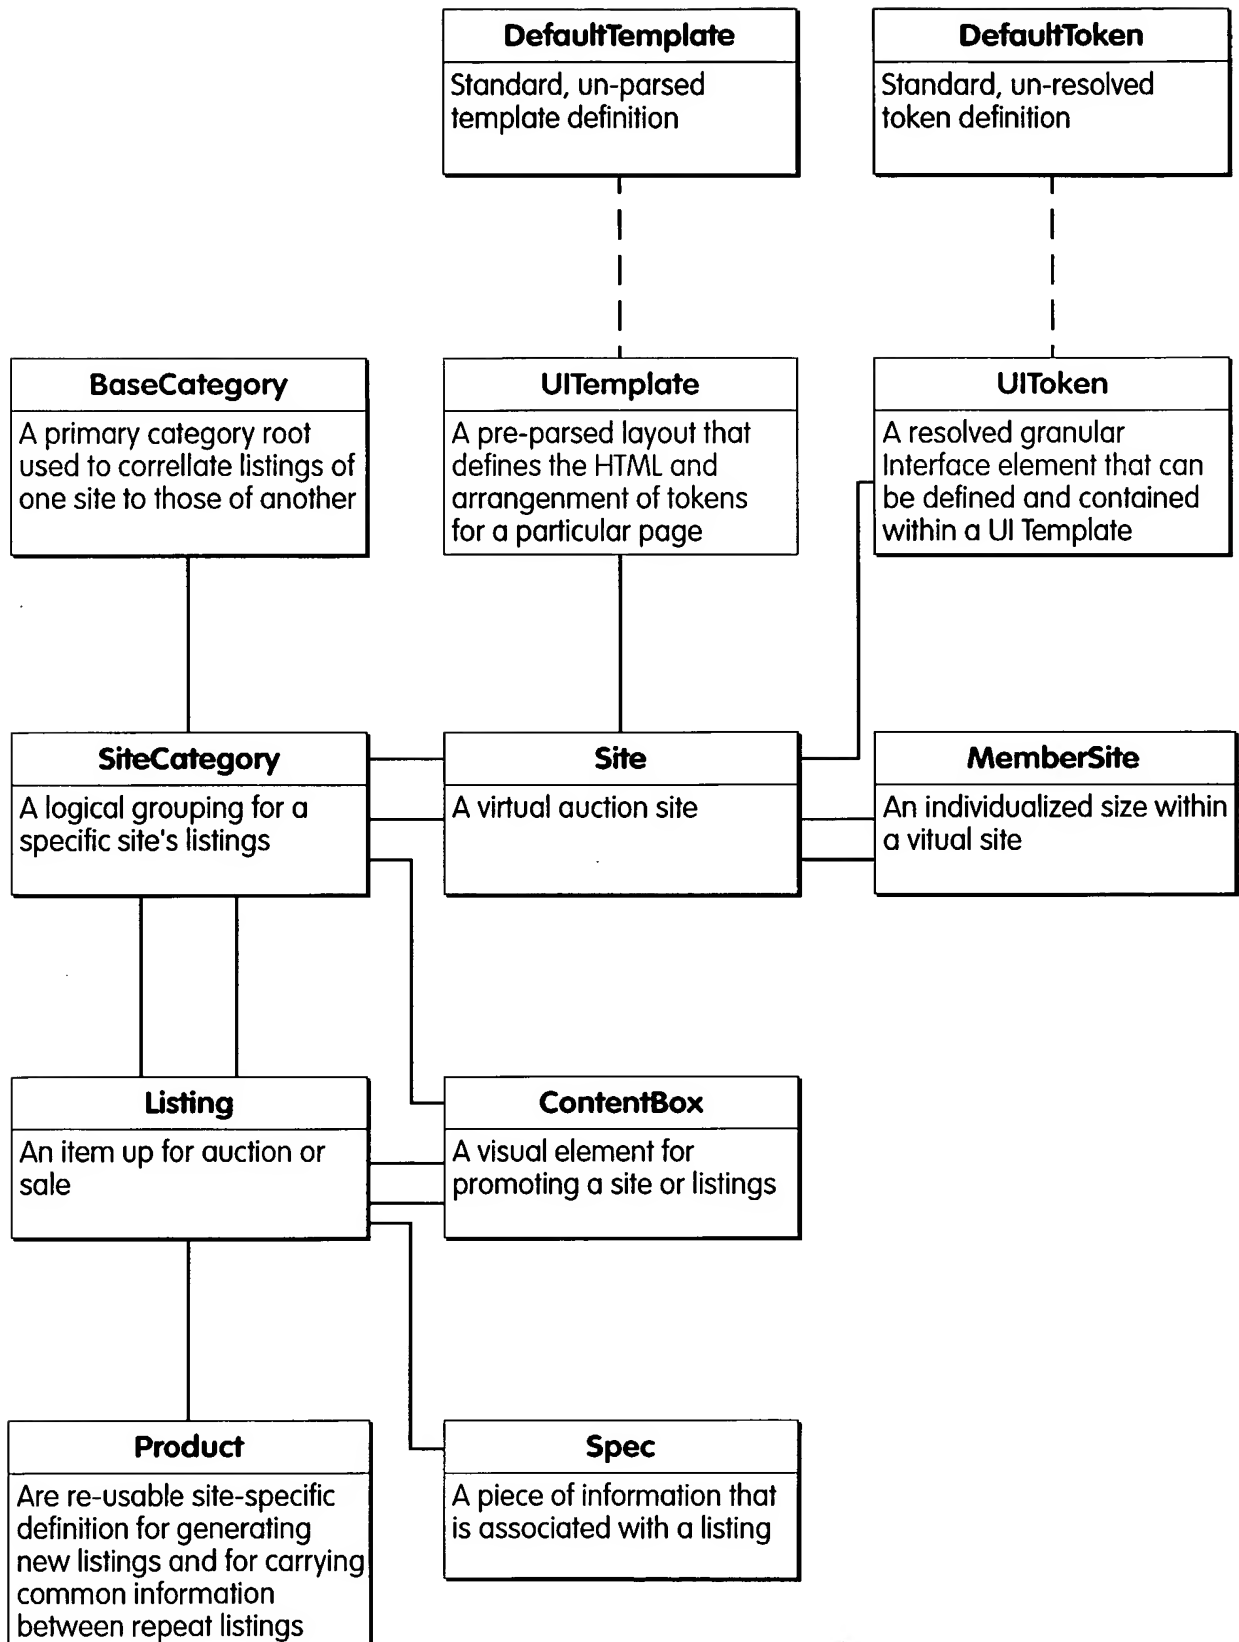 DefaultTemplate
Standard, un-parsed
template definition
DefaultToken
Standard, un-resolved
token definition
BaseCategory
A primary category root
used to correllate listings of
one site to those of another
UITemplate
A pre-parsed layout that
defines the HTML and
arrangenment of tokens
for a particular page
UIToken
A resolved granular
Interface element that can
be defined and contained
within a UI Template
SiteCategory
A logical grouping for a
specific site's listings
Site
A virtual auction site
MemberSite
An individualized size within
a vitual site
Listing
An item up for auction or
sale
ContentBox
A visual element for
promoting a site or listings
Product
Are re-usable site-specific
definition for generating
new listings and for carrying
common information
between repeat listings
Spec
A piece of information that
is associated with a listing